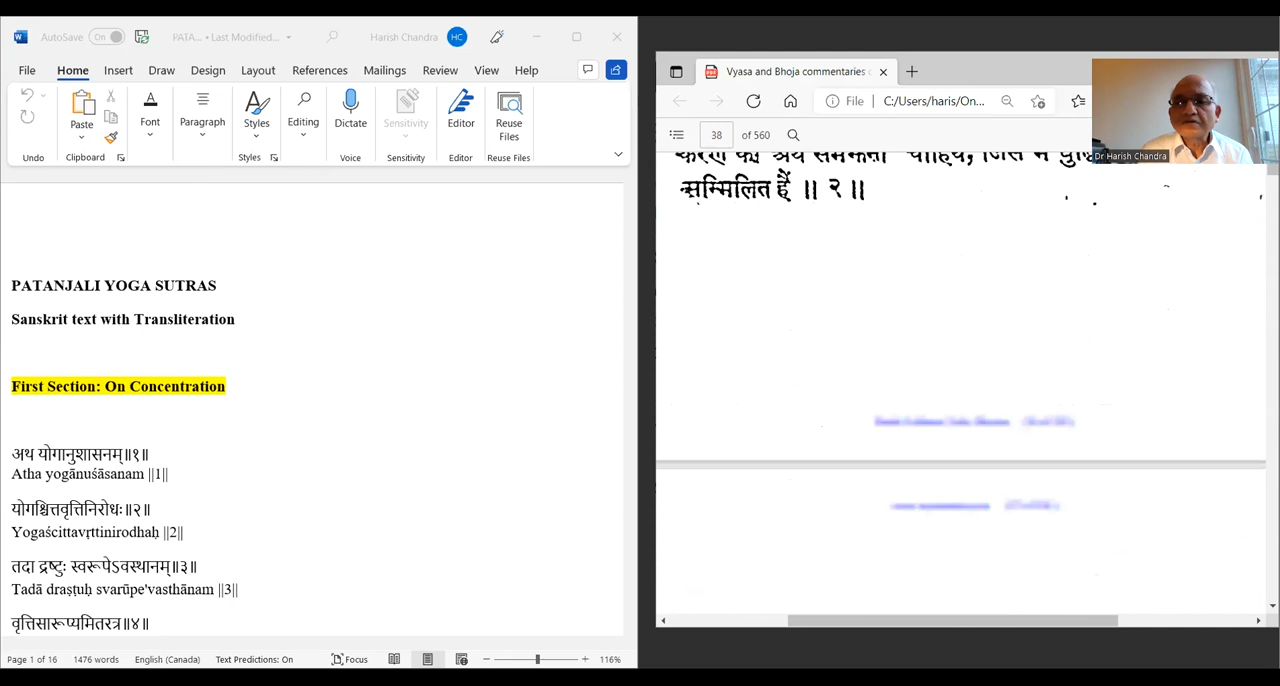 AutoSave On PATA... • Last Modified... Harish Chandra HC
File Home Insert Draw Design Layout References Mailings Review View Help
Paste Font Paragraph Styles Editing Dictate Sensitivity Editor Reuse Files
Undo Clipboard Styles Voice Sensitivity Editor Reuse Files
PATANJALI YOGA SUTRAS
Sanskrit text with Transliteration
First Section: On Concentration
अथ योगानुशासनम्॥१॥
Atha yogānuśāsanam ||1||
योगश्चित्तवृत्तिनिरोधः॥२॥
Yogaścittavṛttinirodhaḥ ||2||
तदा द्रष्टुः स्वरूपेऽवस्थानम्॥३॥
Tadā draṣṭuḥ svarūpe'vasthānam ||3||
वृत्तिसारूप्यमितरत्र॥४॥
Page 1 of 16 1476 words English (Canada) Text Predictions: On Focus 116%
Vyasa and Bhoja commentaries
File C:/Users/haris/On...
38 of 560
Dr Harish Chandra
सम्मिलित हैं ॥ २ ॥